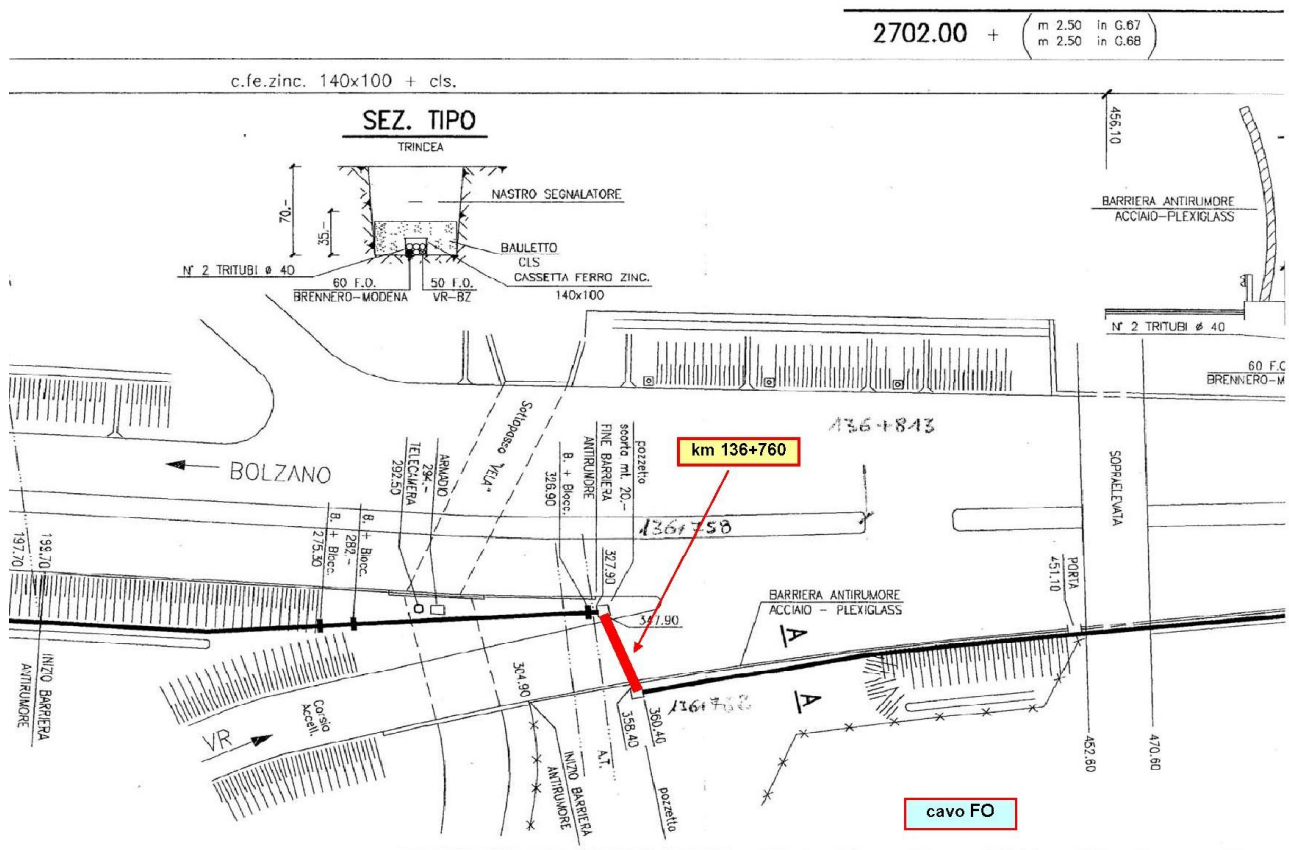 2702.00 + (m 2.50 in G.67
m 2.50 in G.68)
c.fe.zinc. 140x100 + cls.
SEZ. TIPO
TRINCEA
70.-
35.-
NASTRO SEGNALATORE
BAULETTO
CLS
CASSETTA FERRO ZINC.
140x100
N° 2 TRITUBI ø 40
60 F.O.
BRENNERO-MODENA
50 F.O.
VR-BZ
456.10
BARRIERA ANTIRUMORE
ACCIAIO-PLEXIGLASS
N° 2 TRITUBI ø 40
60 F.O
BRENNERO-M
136+813
km 136+760
BOLZANO
Sottopasso "VELA"
TELECAMERA
292.50
ARMADIO
294.-
B. + Blocc.
326.90
FINE BARRIERA
ANTIRUMORE
pozzetto
scorta mt. 20.-
327.90
136+758
SOPRAELEVATA
PORTA
451.10
B. + Blocc.
275.30
B. + Blocc.
282.-
197.70
199.70
INIZIO BARRIERA
ANTIRUMORE
347.90
BARRIERA ANTIRUMORE
ACCIAIO - PLEXIGLASS
A
A
304.90
Corsia
Accell.
VR
358.40
360.40
A.T.
INIZIO BARRIERA
ANTIRUMORE
pozzetto
452.60
470.60
cavo FO